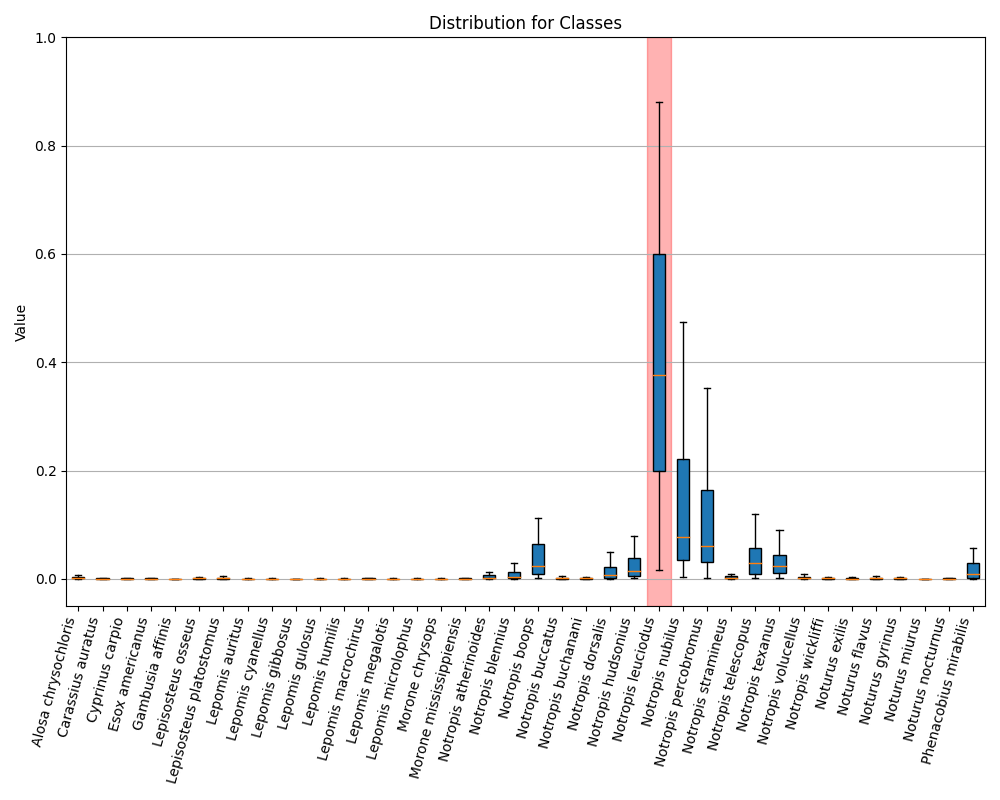 Distribution for Classes
Value
1.0
0.8
0.6
0.4
0.2
0.0
Alosa chrysochloris
Carassius auratus
Cyprinus carpio
Esox americanus
Gambusia affinis
Lepisosteus osseus
Lepisosteus platostomus
Lepomis auritus
Lepomis cyanellus
Lepomis gibbosus
Lepomis gulosus
Lepomis humilis
Lepomis macrochirus
Lepomis megalotis
Lepomis microlophus
Morone chrysops
Morone mississippiensis
Notropis atherinoides
Notropis blennius
Notropis boops
Notropis buccatus
Notropis buchanani
Notropis dorsalis
Notropis hudsonius
Notropis leuciodus
Notropis nubilus
Notropis percobromus
Notropis stramineus
Notropis telescopus
Notropis texanus
Notropis volucellus
Notropis wickliffi
Noturus exilis
Noturus flavus
Noturus gyrinus
Noturus miurus
Noturus nocturnus
Phenacobius mirabilis